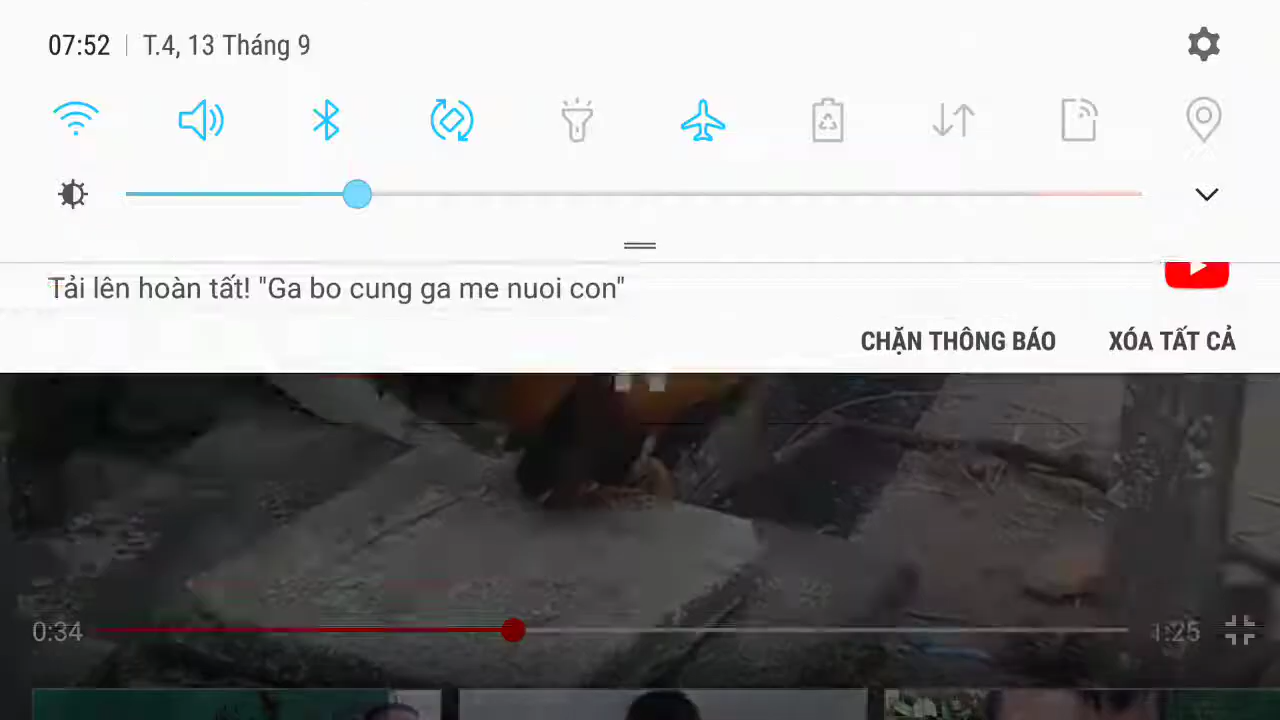 07:52
T.4, 13 Tháng 9
Tải lên hoàn tất! "Ga bo cung ga me nuoi con"
CHẶN THÔNG BÁO
XÓA TẤT CẢ
0:34
1:25